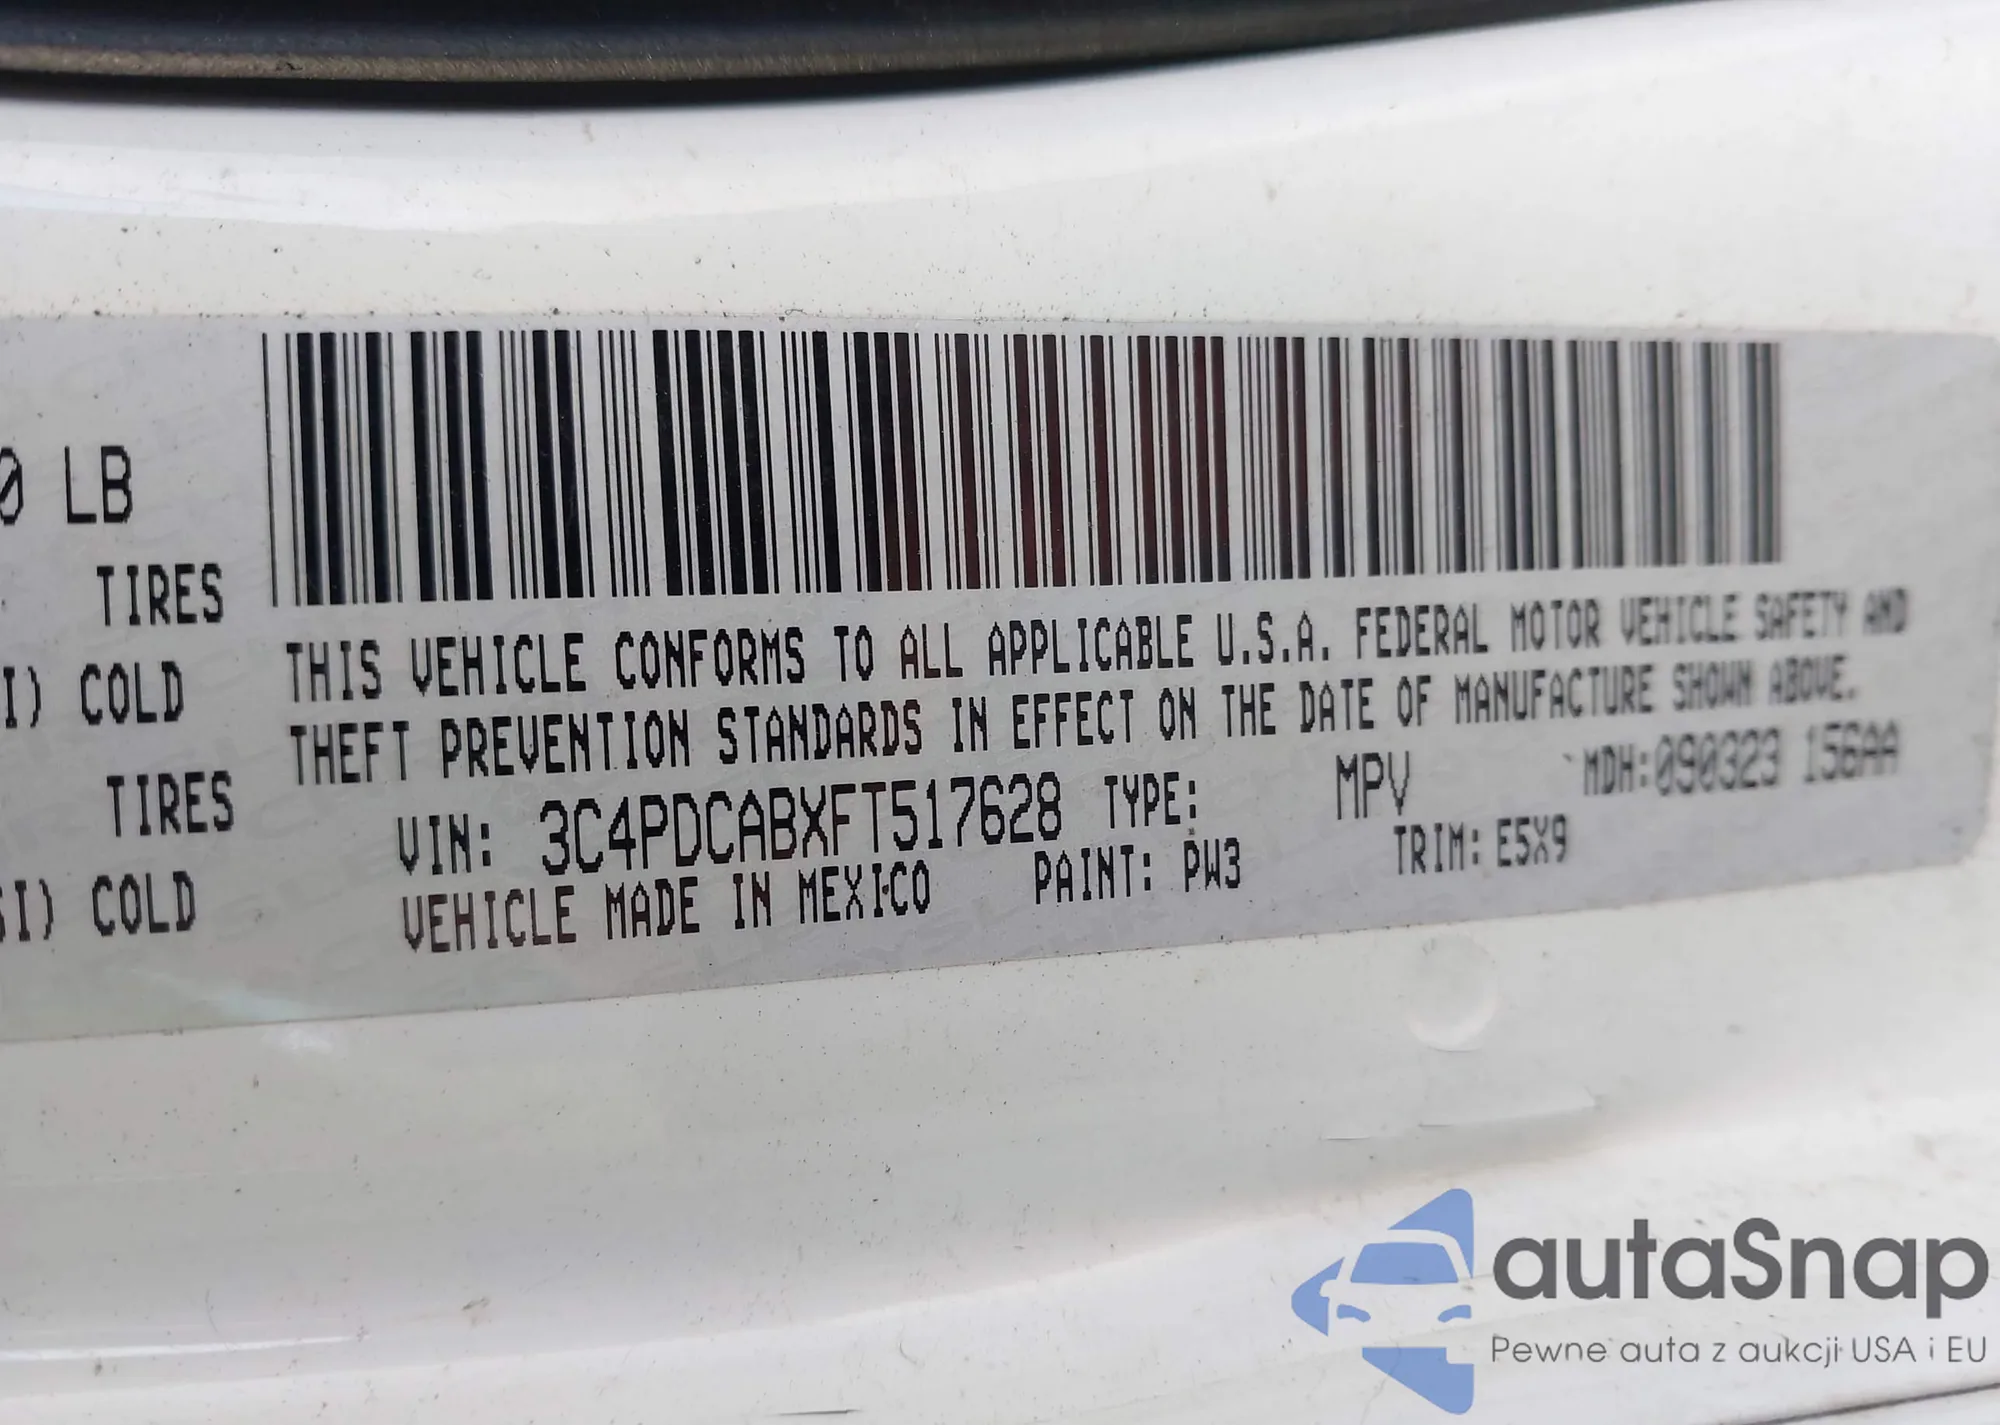 0 LB
TIRES
I) COLD
TIRES
SI) COLD
THIS VEHICLE CONFORMS TO ALL APPLICABLE U.S.A. FEDERAL MOTOR VEHICLE SAFETY AND
THEFT PREVENTION STANDARDS IN EFFECT ON THE DATE OF MANUFACTURE SHOWN ABOVE.
VIN: 3C4PDCABXFT517628 TYPE: MPV MDH:090323 156AA
VEHICLE MADE IN MEXICO PAINT: PW3 TRIM: E5X9
autaSnap
Pewne auta z aukcji USA i EU